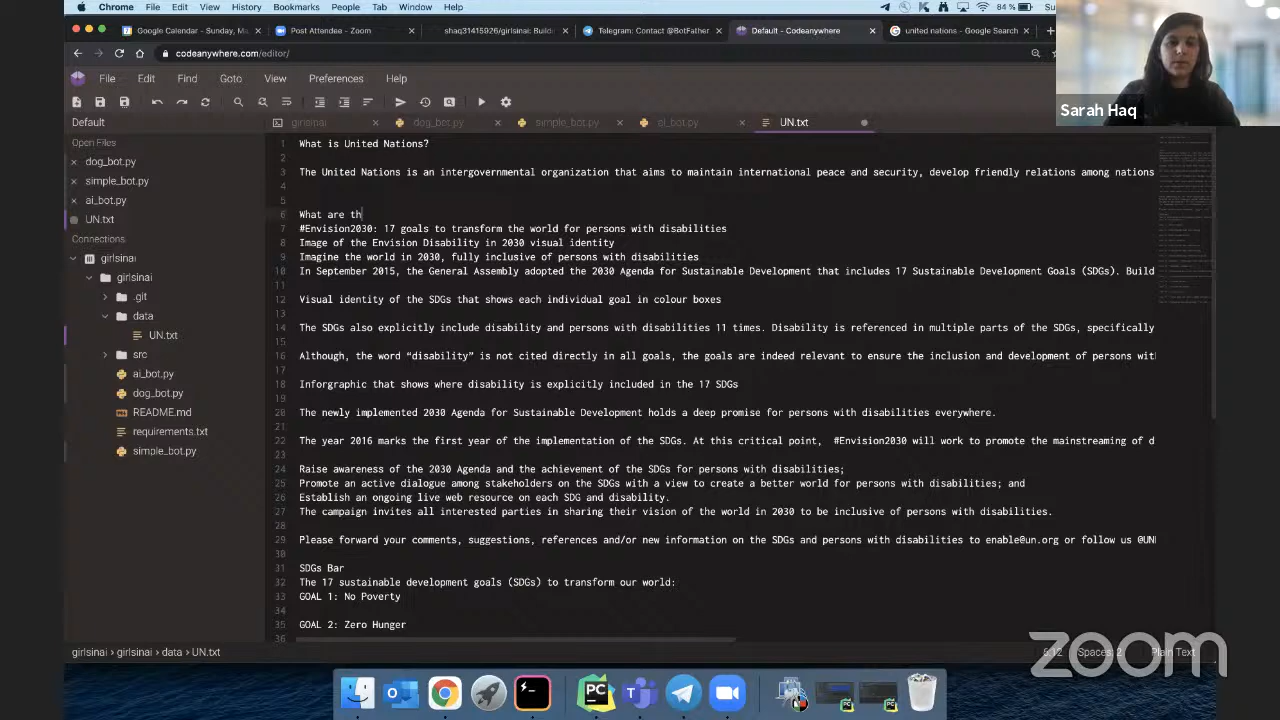 Chrome File Edit View History Bookmarks People Tab Window Help 84 % Su
Google Calendar - Sunday, M Post Attendee - Zoom shaq31415926/girlsinai: Build Telegram: Contact @BotFather Default - Codeanywhere united nations - Google Search
codeanywhere.com/editor/
File Edit Find Goto View Preferences Help
Sarah Haq
Default girlsinai dog_bot.py simple_bot.py ai_bot.py UN.txt
Open Files
dog_bot.py
simple_bot.py
ai_bot.py
UN.txt
Connections
girlsinai
girlsinai
.git
data
UN.txt
src
ai_bot.py
dog_bot.py
README.md
requirements.txt
simple_bot.py
1 What is United Nations?
2
3 The United Nations is an intergovernmental organization that aims to maintain international peace and security, develop friendly relations among nations
4
5
6 What are th
7 #Envision2030: 17 goals to transform the world for persons with disabilities
8 Image of the Enable Disability in 2030 visual identity
9 Envision the world in 2030... Fully inclusive of persons with disabilities
10 In September 2015, the General Assembly adopted the 2030 Agenda for Sustainable Development that includes 17 Sustainable Development Goals (SDGs). Build
11
12 Visual identity of the SDGs that shows each individual goal in colour boxes
13
14 The SDGs also explicitly include disability and persons with disabilities 11 times. Disability is referenced in multiple parts of the SDGs, specifically
15
16 Although, the word “disability” is not cited directly in all goals, the goals are indeed relevant to ensure the inclusion and development of persons wit
17
18 Inforgraphic that shows where disability is explicitly included in the 17 SDGs
19
20 The newly implemented 2030 Agenda for Sustainable Development holds a deep promise for persons with disabilities everywhere.
21
22 The year 2016 marks the first year of the implementation of the SDGs. At this critical point, #Envision2030 will work to promote the mainstreaming of d
23
24 Raise awareness of the 2030 Agenda and the achievement of the SDGs for persons with disabilities;
25 Promote an active dialogue among stakeholders on the SDGs with a view to create a better world for persons with disabilities; and
26 Establish an ongoing live web resource on each SDG and disability.
27 The campaign invites all interested parties in sharing their vision of the world in 2030 to be inclusive of persons with disabilities.
28
29 Please forward your comments, suggestions, references and/or new information on the SDGs and persons with disabilities to enable@un.org or follow us @UN
30
31 SDGs Bar
32 The 17 sustainable development goals (SDGs) to transform our world:
33 GOAL 1: No Poverty
34
35 GOAL 2: Zero Hunger
36
girlsinai › girlsinai › data › UN.txt 6:12 Spaces: 2 Plain Text
zoom
PC